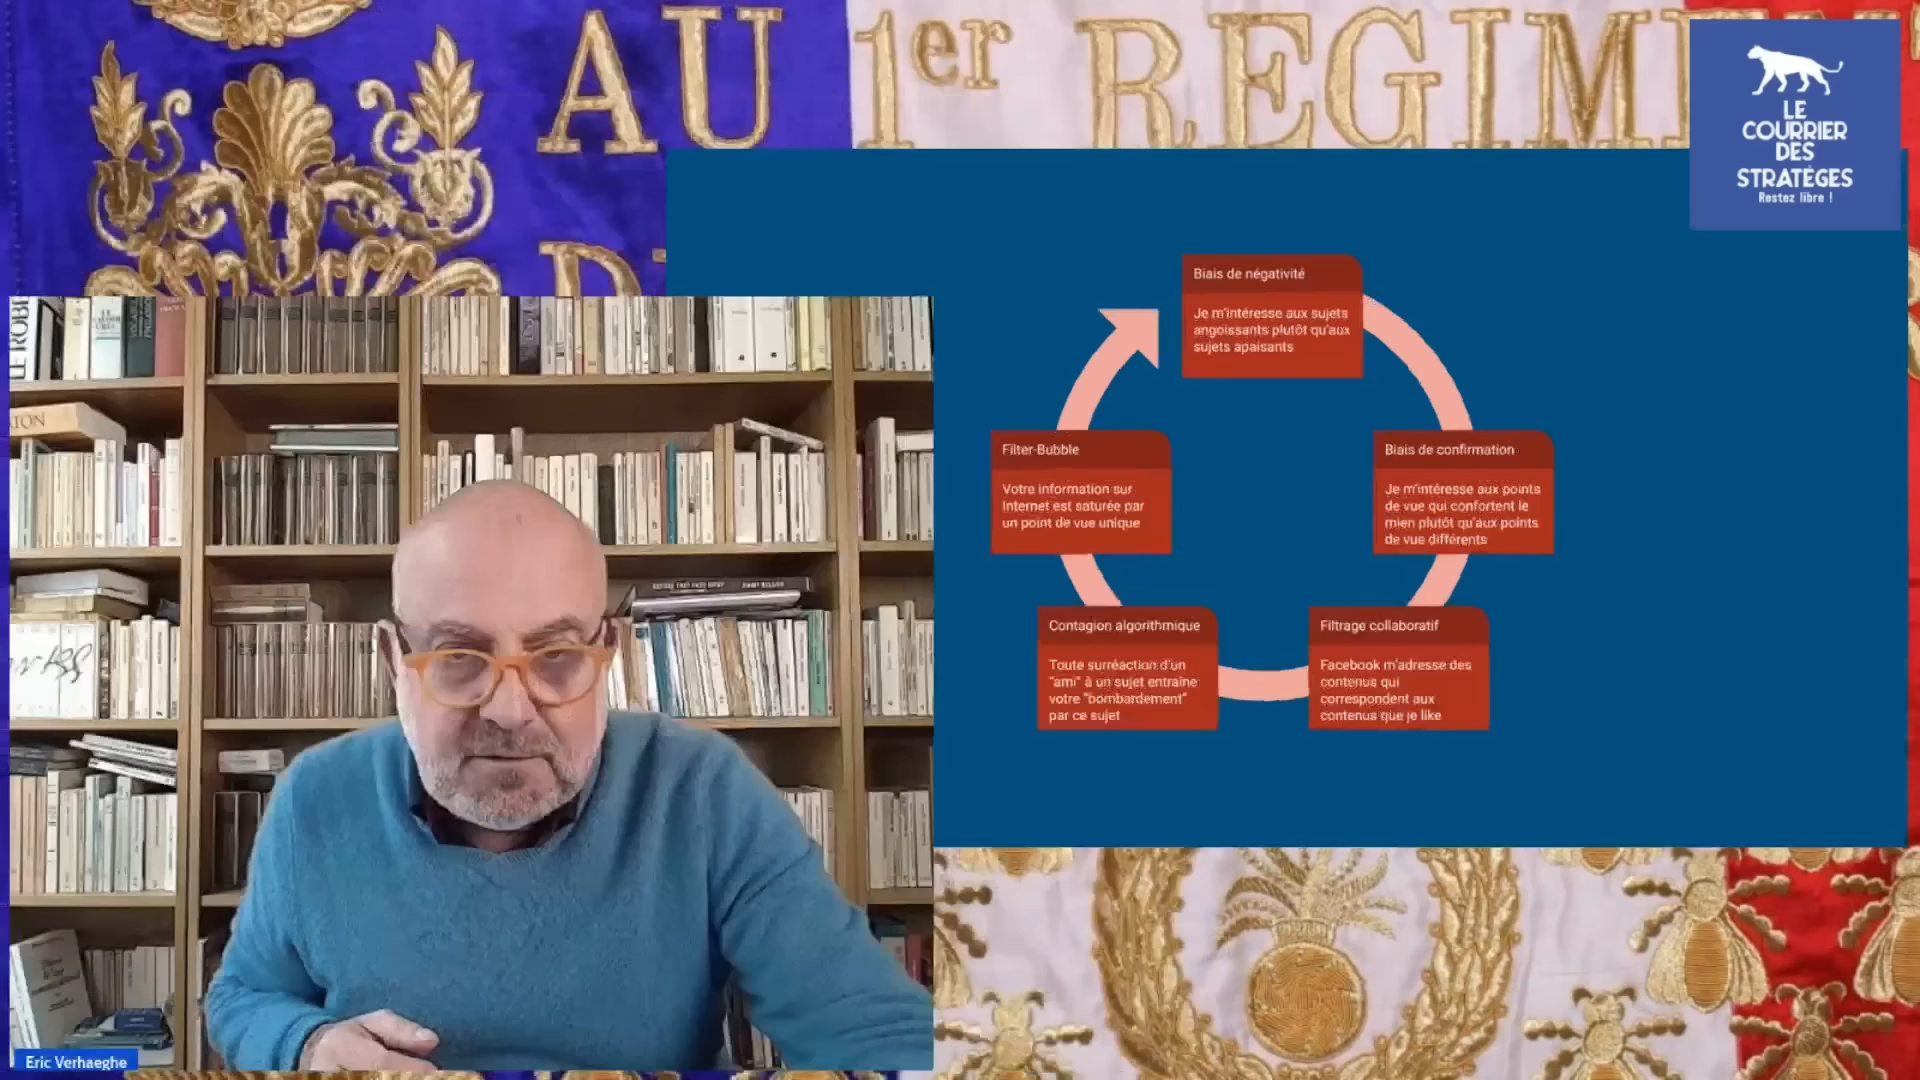 AU 1er REGIM
LE
COURRIER
DES
STRATÈGES
Restez libre !
Biais de négativité
Je m'intéresse aux sujets
angoissants plutôt qu'aux
sujets apaisants
Filter-Bubble
Votre information sur
Internet est saturée par
un point de vue unique
Biais de confirmation
Je m'intéresse aux points
de vue qui confortent le
mien plutôt qu'aux points
de vue différents
Contagion algorithmique
Toute surréaction d'un
"ami" à un sujet entraîne
votre "bombardement"
par ce sujet
Filtrage collaboratif
Facebook m'adresse des
contenus qui
correspondent aux
contenus que je like
Eric Verhaeghe